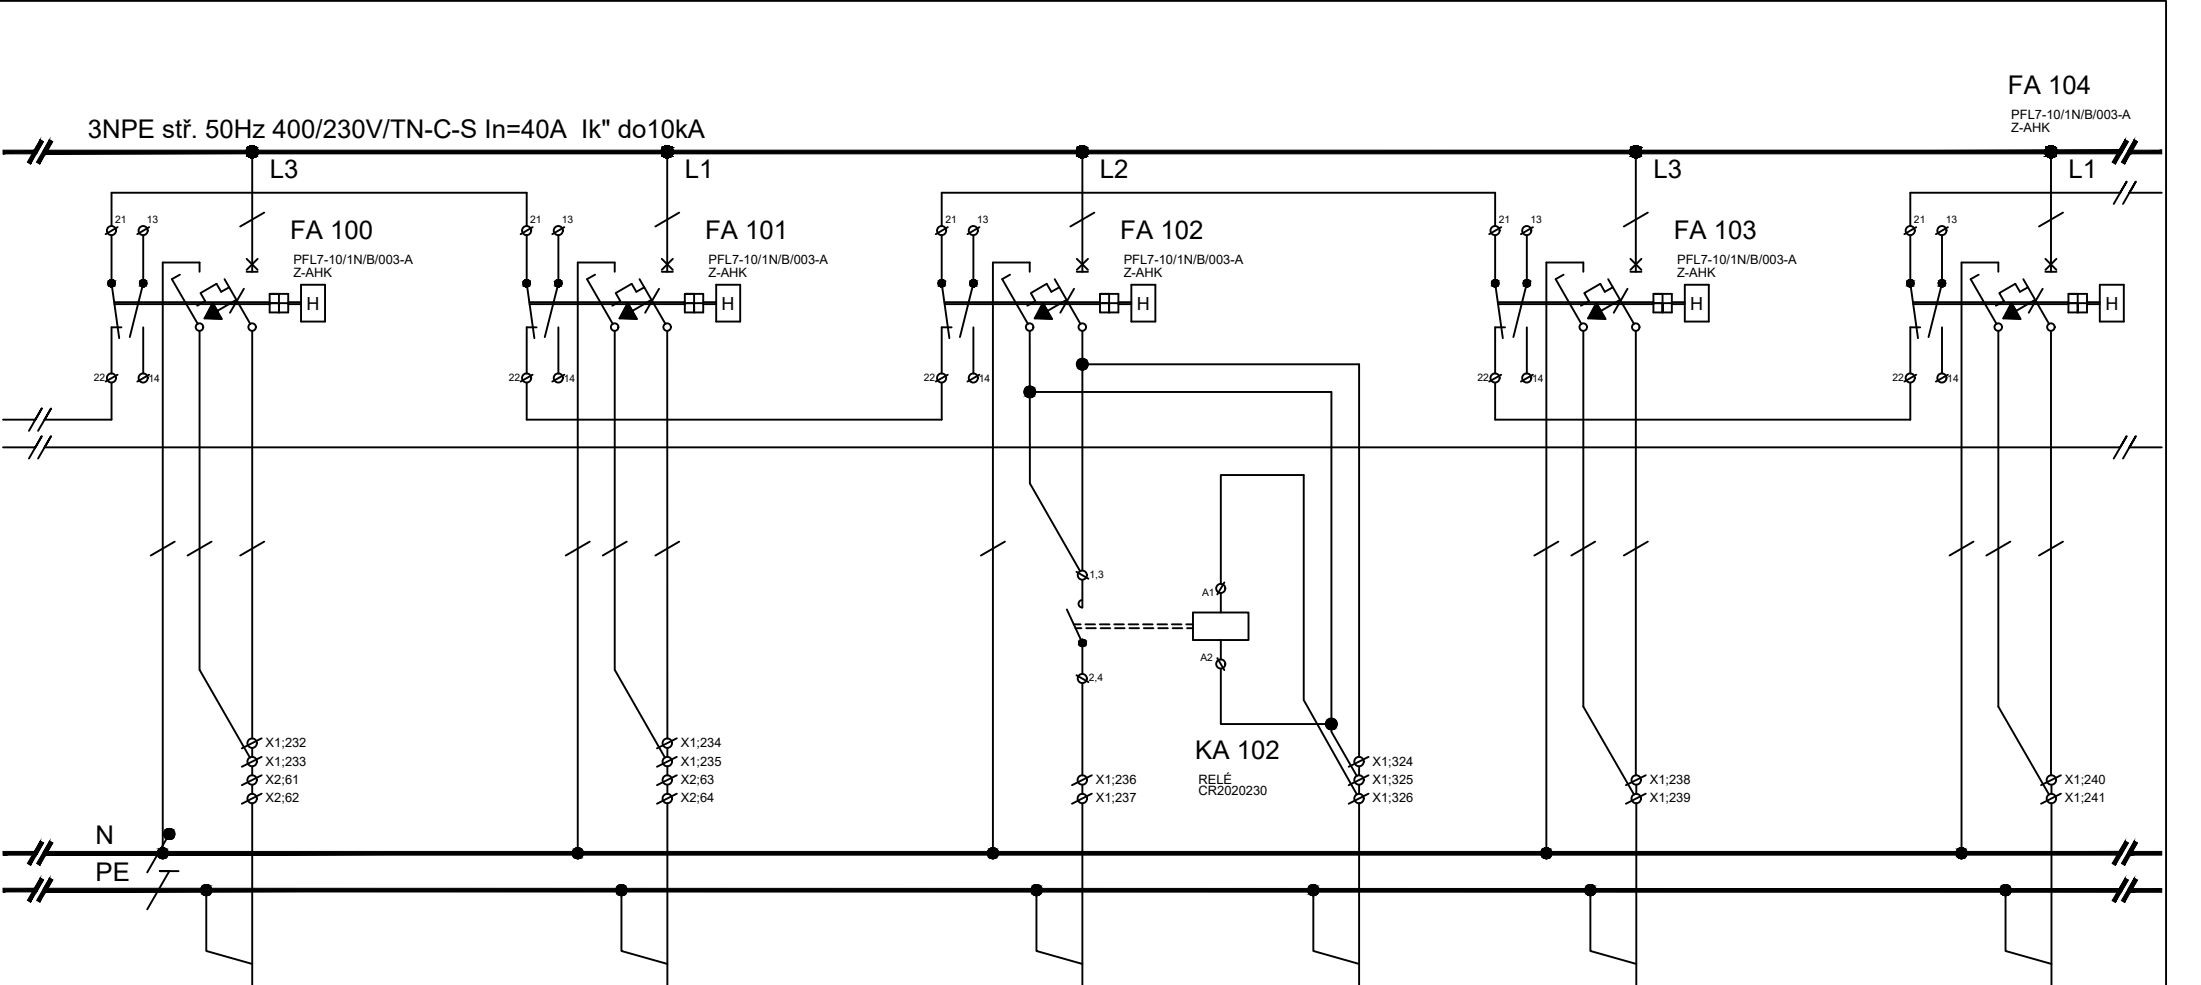 FA 104
PFL7-10/1N/B/003-A
Z-AHK
3NPE stř. 50Hz 400/230V/TN-C-S In=40A Ik" do10kA
L3
L1
L2
L3
L1
21
13
21
13
21
13
21
13
21
13
FA 100
PFL7-10/1N/B/003-A
Z-AHK
FA 101
PFL7-10/1N/B/003-A
Z-AHK
FA 102
PFL7-10/1N/B/003-A
Z-AHK
FA 103
PFL7-10/1N/B/003-A
Z-AHK
H
H
H
H
H
22
14
22
14
22
14
22
14
22
14
1,3
A1
A2
2,4
X1;232
X1;233
X2;61
X2;62
X1;234
X1;235
X2;63
X2;64
X1;236
X1;237
KA 102
RELÉ
CR2020230
X1;324
X1;325
X1;326
X1;238
X1;239
X1;240
X1;241
N
PE